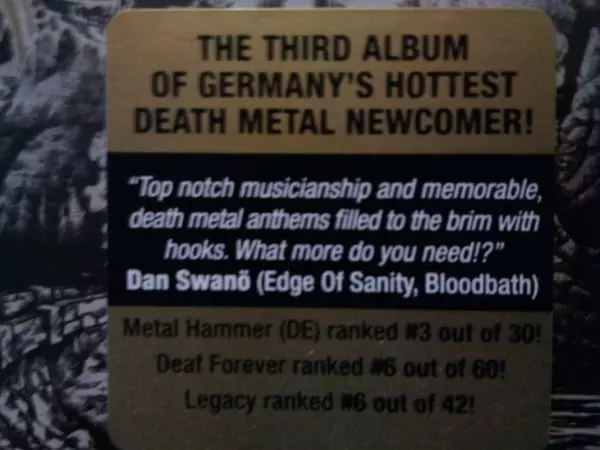 THE THIRD ALBUM
OF GERMANY'S HOTTEST
DEATH METAL NEWCOMER!
"Top notch musicianship and memorable,
death metal anthems filled to the brim with
hooks. What more do you need!?"
Dan Swanö (Edge Of Sanity, Bloodbath)
Metal Hammer (DE) ranked #3 out of 30!
Deaf Forever ranked #6 out of 60!
Legacy ranked #6 out of 42!